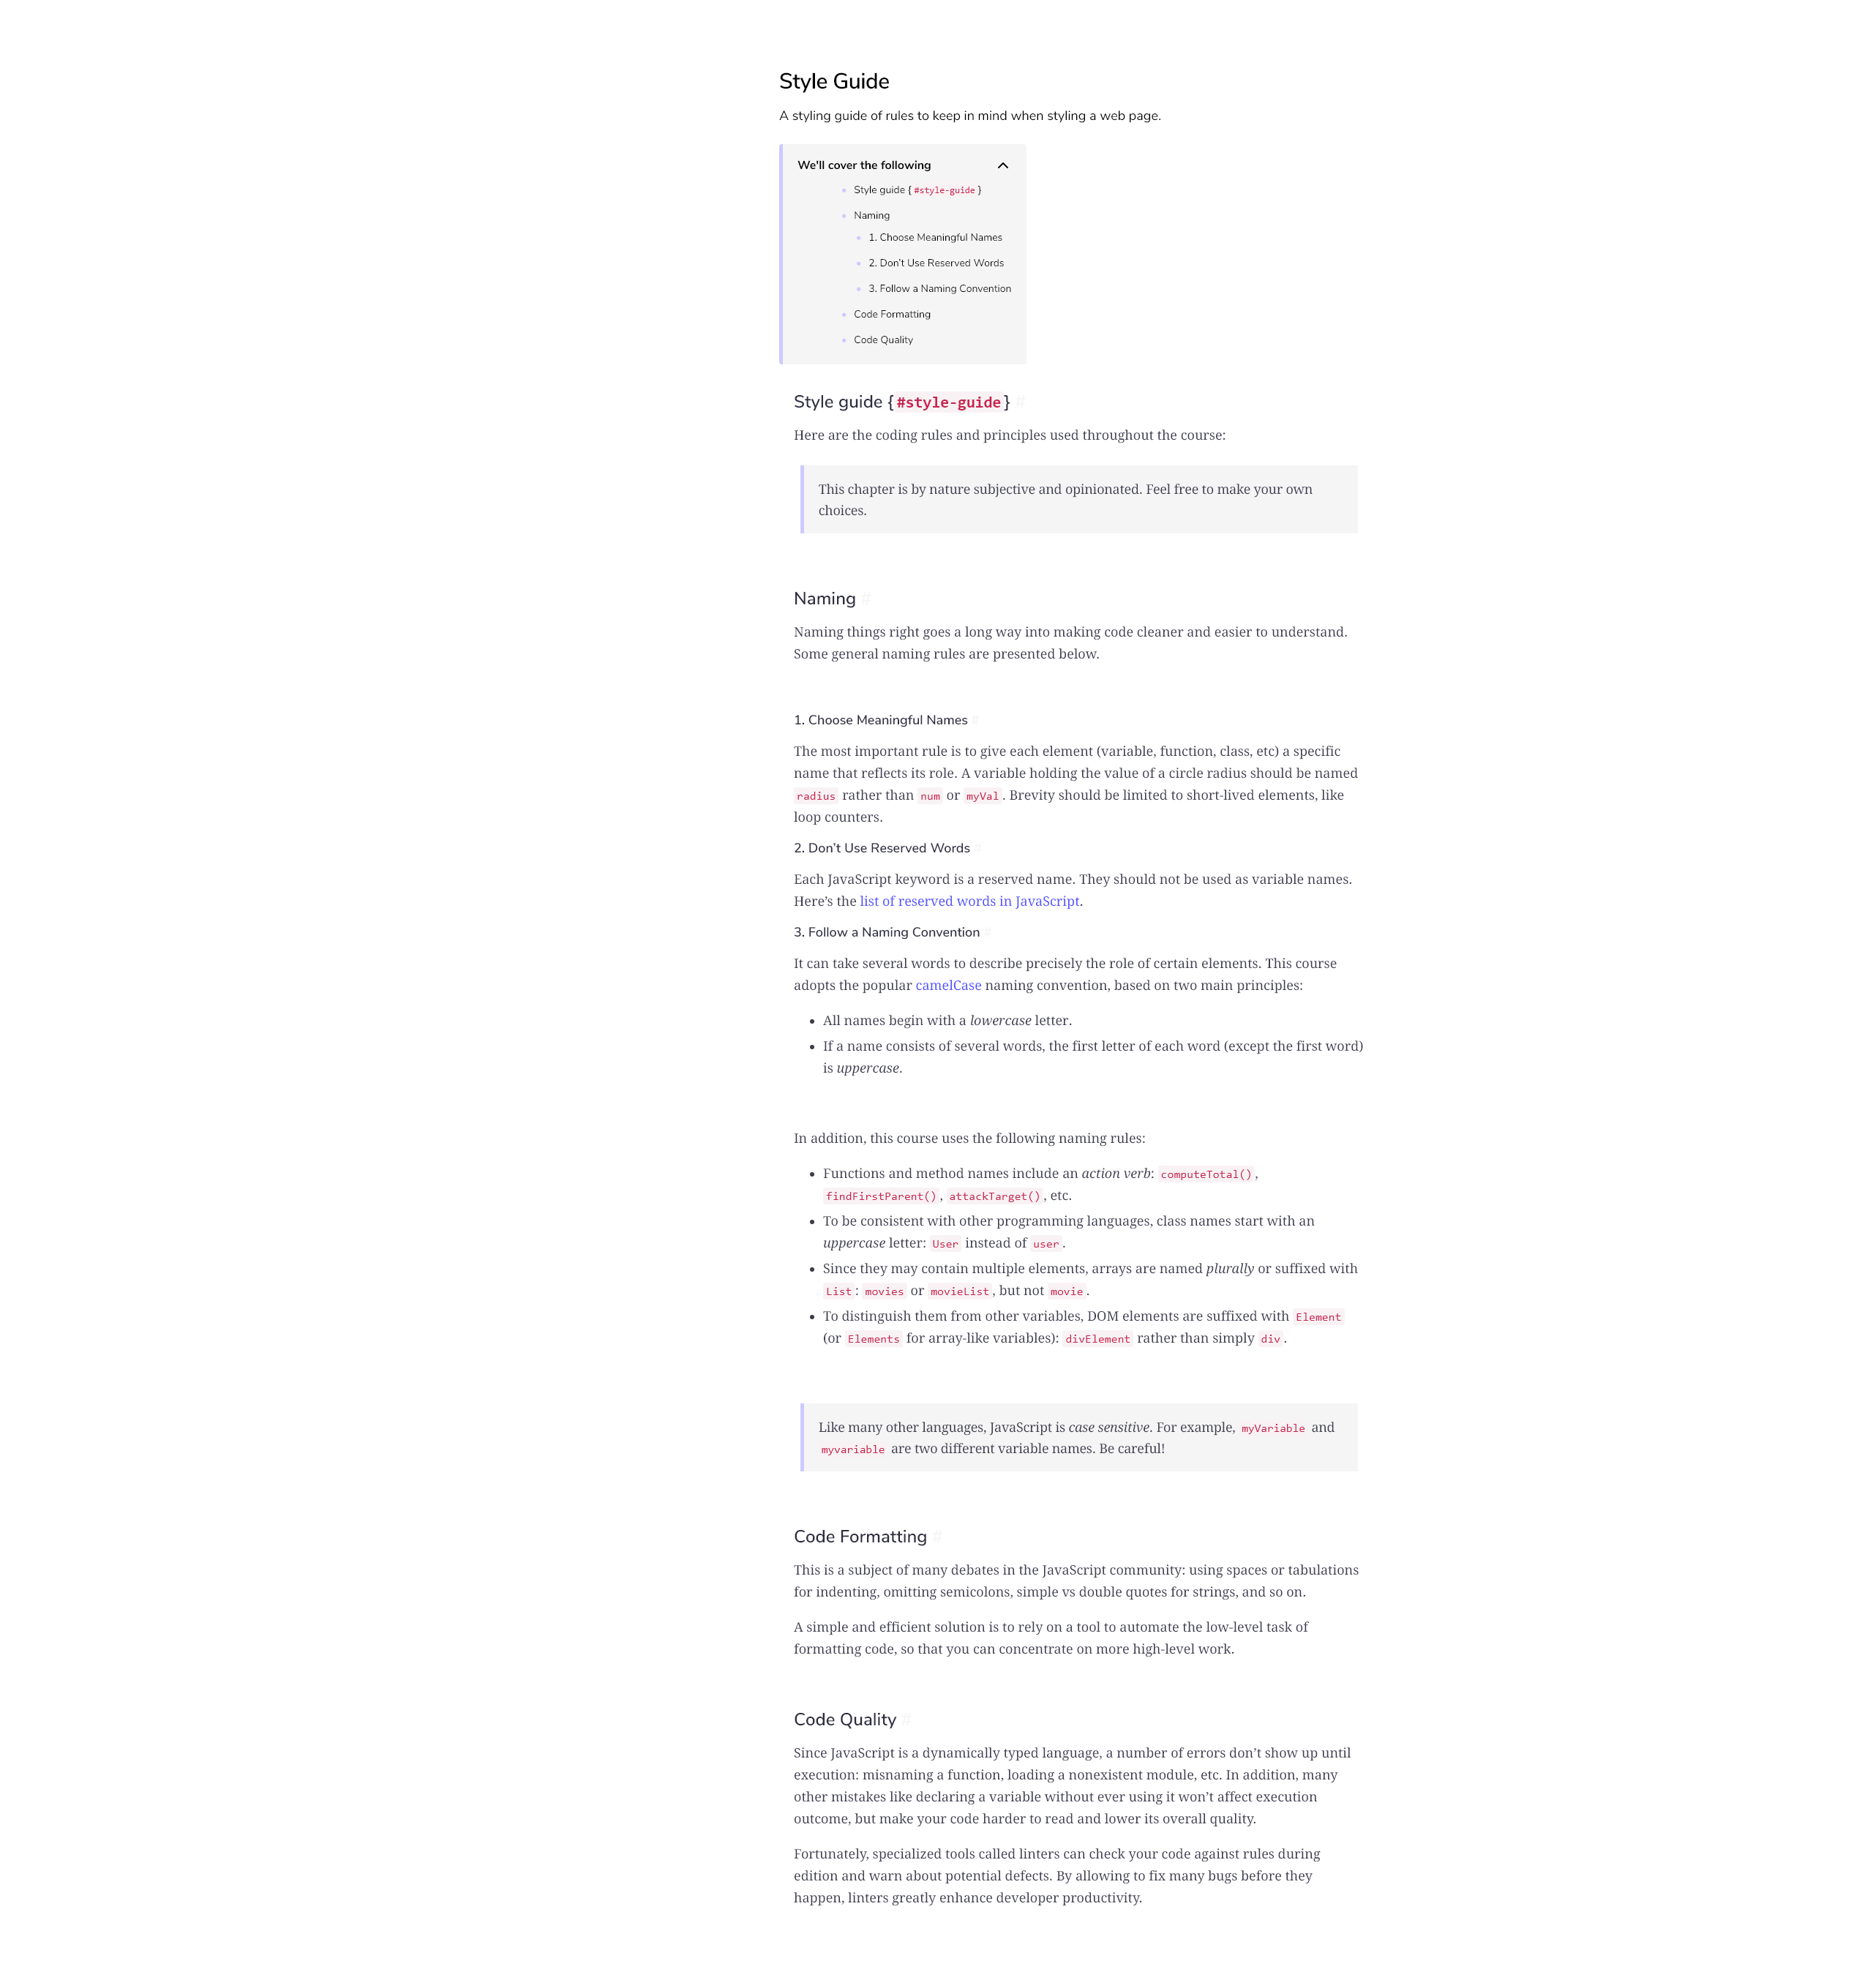 Style Guide
A styling guide of rules to keep in mind when styling a web page.
We'll cover the following
Style guide { #style-guide }
Naming
1. Choose Meaningful Names
2. Don’t Use Reserved Words
3. Follow a Naming Convention
Code Formatting
Code Quality
Style guide {#style-guide} #
Here are the coding rules and principles used throughout the course:
This chapter is by nature subjective and opinionated. Feel free to make your own
choices.
Naming #
Naming things right goes a long way into making code cleaner and easier to understand.
Some general naming rules are presented below.
1. Choose Meaningful Names #
The most important rule is to give each element (variable, function, class, etc) a specific
name that reflects its role. A variable holding the value of a circle radius should be named
radius rather than num or myVal. Brevity should be limited to short-lived elements, like
loop counters.
2. Don’t Use Reserved Words #
Each JavaScript keyword is a reserved name. They should not be used as variable names.
Here’s the list of reserved words in JavaScript.
3. Follow a Naming Convention #
It can take several words to describe precisely the role of certain elements. This course
adopts the popular camelCase naming convention, based on two main principles:
• All names begin with a lowercase letter.
• If a name consists of several words, the first letter of each word (except the first word)
is uppercase.
In addition, this course uses the following naming rules:
• Functions and method names include an action verb: computeTotal(),
findFirstParent(), attackTarget(), etc.
• To be consistent with other programming languages, class names start with an
uppercase letter: User instead of user.
• Since they may contain multiple elements, arrays are named plurally or suffixed with
List: movies or movieList, but not movie.
• To distinguish them from other variables, DOM elements are suffixed with Element
(or Elements for array-like variables): divElement rather than simply div.
Like many other languages, JavaScript is case sensitive. For example, myVariable and
myvariable are two different variable names. Be careful!
Code Formatting #
This is a subject of many debates in the JavaScript community: using spaces or tabulations
for indenting, omitting semicolons, simple vs double quotes for strings, and so on.
A simple and efficient solution is to rely on a tool to automate the low-level task of
formatting code, so that you can concentrate on more high-level work.
Code Quality #
Since JavaScript is a dynamically typed language, a number of errors don’t show up until
execution: misnaming a function, loading a nonexistent module, etc. In addition, many
other mistakes like declaring a variable without ever using it won’t affect execution
outcome, but make your code harder to read and lower its overall quality.
Fortunately, specialized tools called linters can check your code against rules during
edition and warn about potential defects. By allowing to fix many bugs before they
happen, linters greatly enhance developer productivity.